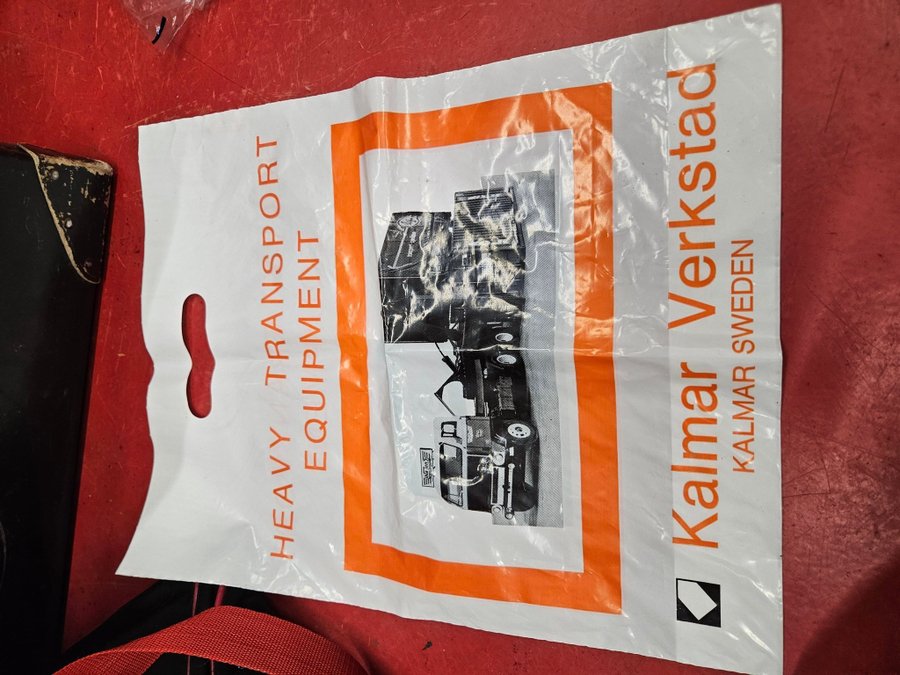 HEAVY TRANSPORT
EQUIPMENT
Kalmar Verkstad
KALMAR SWEDEN